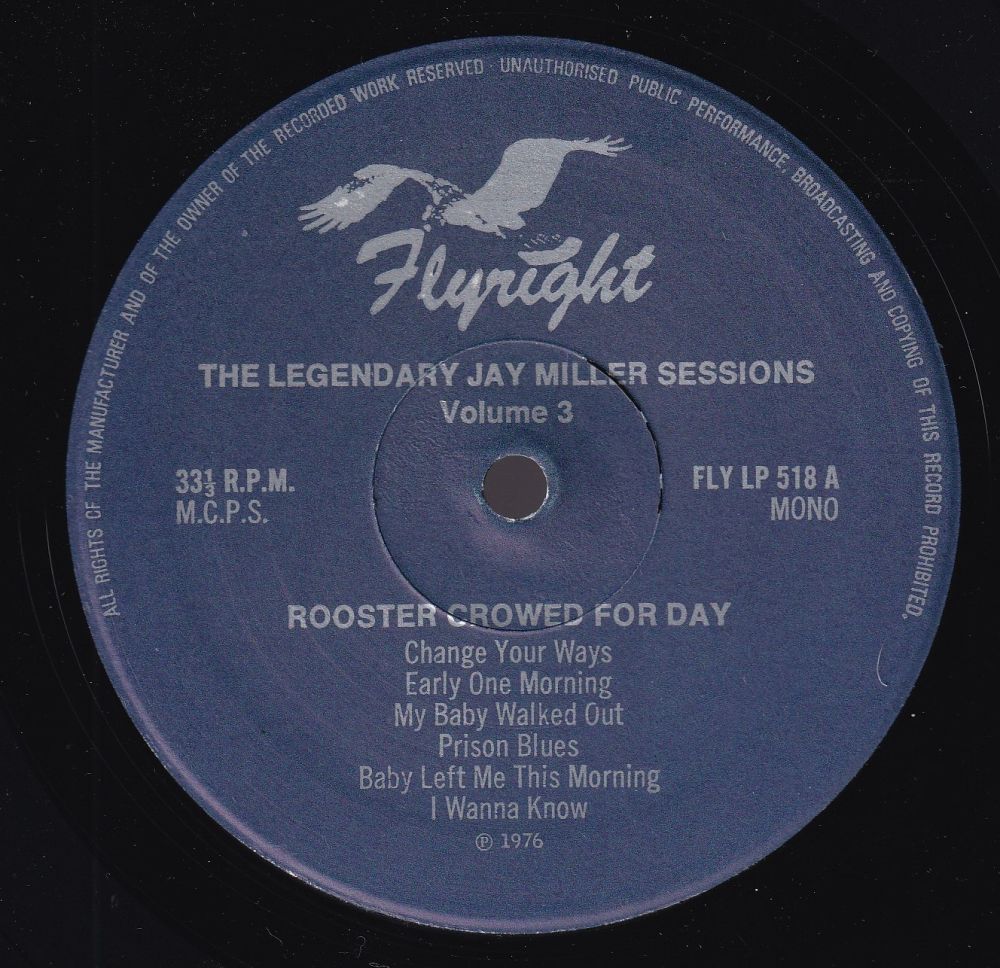 ALL RIGHTS OF THE MANUFACTURER AND OF THE OWNER OF THE RECORDED WORK RESERVED · UNAUTHORISED PUBLIC PERFORMANCE, BROADCASTING AND COPYING OF THIS RECORD PROHIBITED.
Flyright
THE LEGENDARY JAY MILLER SESSIONS
Volume 3
33⅓ R.P.M.
M.C.P.S.
FLY LP 518 A
MONO
ROOSTER CROWED FOR DAY
Change Your Ways
Early One Morning
My Baby Walked Out
Prison Blues
Baby Left Me This Morning
I Wanna Know
℗ 1976